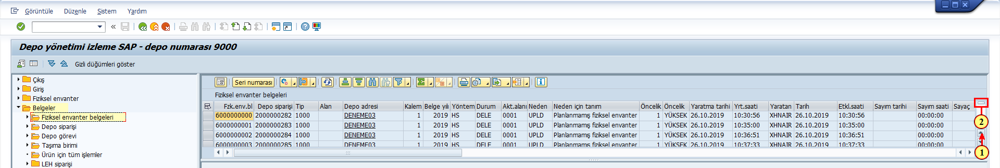 Görüntüle Düzenle Sistem Yardım
Depo yönetimi izleme SAP - depo numarası 9000
Gizli düğümleri göster
Çıkış
Giriş
Fiziksel envanter
Belgeler
Fiziksel envanter belgeleri
Depo siparişi
Depo görevi
Taşıma birimi
Ürün için tüm işlemler
LEH siparişi
Seri numarası
Fiziksel envanter belgeleri
Fzk.env.bl Depo siparişi Tip Alan Depo adresi Kalem Belge yılı Yöntem Durum Akt.alanı Neden Neden için tanım Öncelik Öncelik Yaratma tarihi Yrt.saati Yaratan Tarih Etkl.saati Sayım tarihi Sayım saati Sayaç
6000000000 2000000282 1000 DENEME03 1 2019 HS DELE 0001 UPLD Planlanmamış fiziksel envanter 1 YÜKSEK 26.10.2019 10:30:56 XHNAIR 26.10.2019 10:30:56 00:00:00
6000000001 2000000283 1000 DENEME03 1 2019 HS DELE 0001 UPLD Planlanmamış fiziksel envanter 1 YÜKSEK 26.10.2019 10:35:00 XHNAIR 26.10.2019 10:35:00 00:00:00
6000000002 2000000284 1000 DENEME03 1 2019 HS DELE 0001 UPLD Planlanmamış fiziksel envanter 1 YÜKSEK 26.10.2019 10:36:51 XHNAIR 26.10.2019 10:36:51 00:00:00
6000000003 2000000285 1000 DENEME03 1 2019 HS DELE 0001 UPLD Planlanmamış fiziksel envanter 1 YÜKSEK 26.10.2019 10:37:33 XHNAIR 26.10.2019 10:37:33 00:00:00
2
1